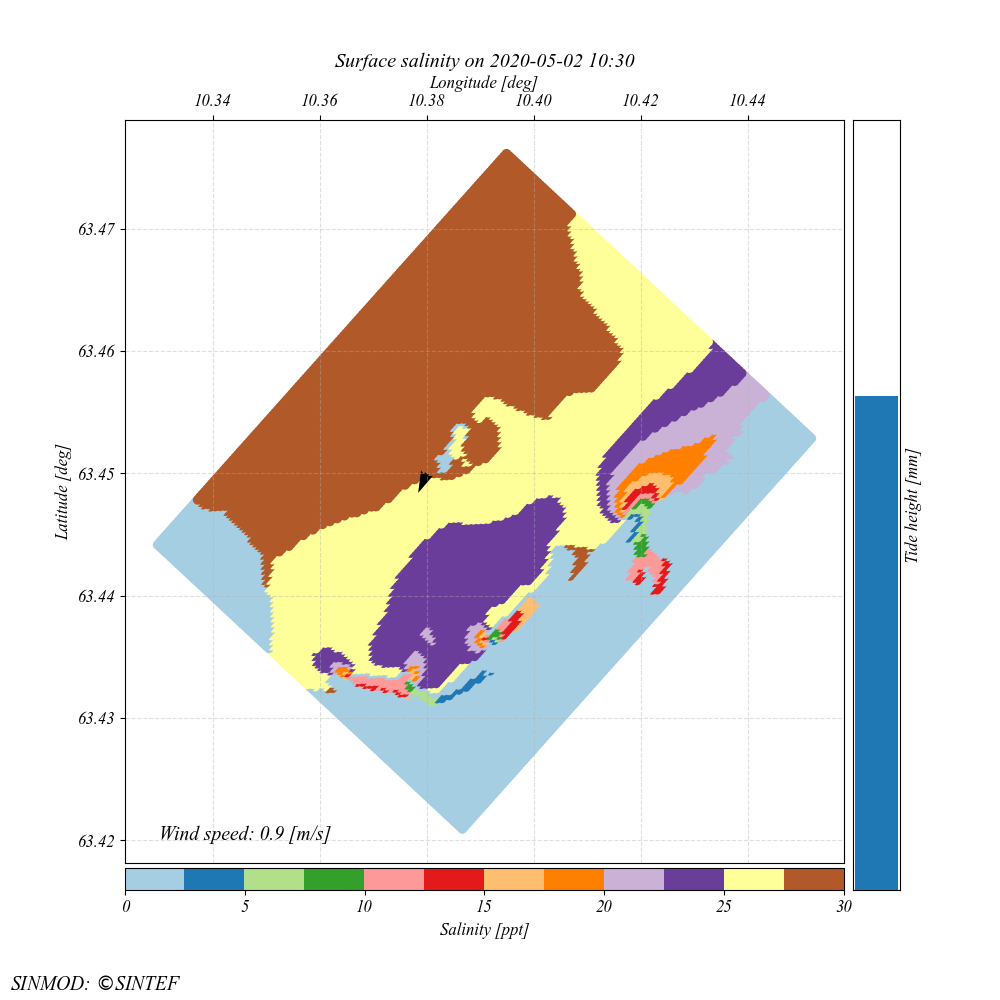 Surface salinity on 2020-05-02 10:30
Longitude [deg]
10.34 10.36 10.38 10.40 10.42 10.44
63.47
63.46
63.45
63.44
63.43
63.42
Latitude [deg]
Tide height [mm]
Wind speed: 0.9 [m/s]
0 5 10 15 20 25 30
Salinity [ppt]
SINMOD: ©SINTEF